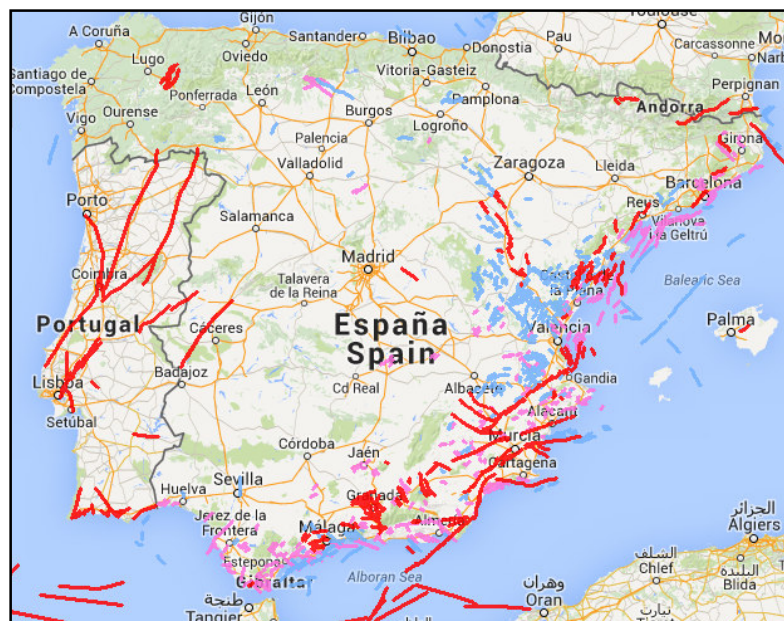 Gijón
Toulouse
A Coruña
Santander
Bilbao
Donostia
Pau
Oviedo
Carcassonne
Lugo
Santiago de
Compostela
Vitoria-Gasteiz
León
Pamplona
Ponferrada
Perpignan
Andorra
Vigo
Ourense
Burgos
Logroño
Palencia
Girona
Valladolid
Zaragoza
Lleida
Barcelona
Porto
Reus
Vilanova
i la Geltrú
Salamanca
Madrid
Coimbra
Talavera
de la Reina
Castelló de
la Plana
Balearic Sea
Portugal
Cáceres
España
Spain
Valencia
Palma
Lisboa
Badajoz
Cd Real
Albacete
Gandia
Setúbal
Alacant
Córdoba
Murcia
Jaén
Cartagena
Sevilla
Huelva
Granada
Jerez de la
Frontera
Málaga
Almería
الجزائر
Algiers
Estepona
Gibraltar
Alboran Sea
الشلف
Chlef
البليدة
Blida
طنجة
Tangier
وهران
Oran
تيارت